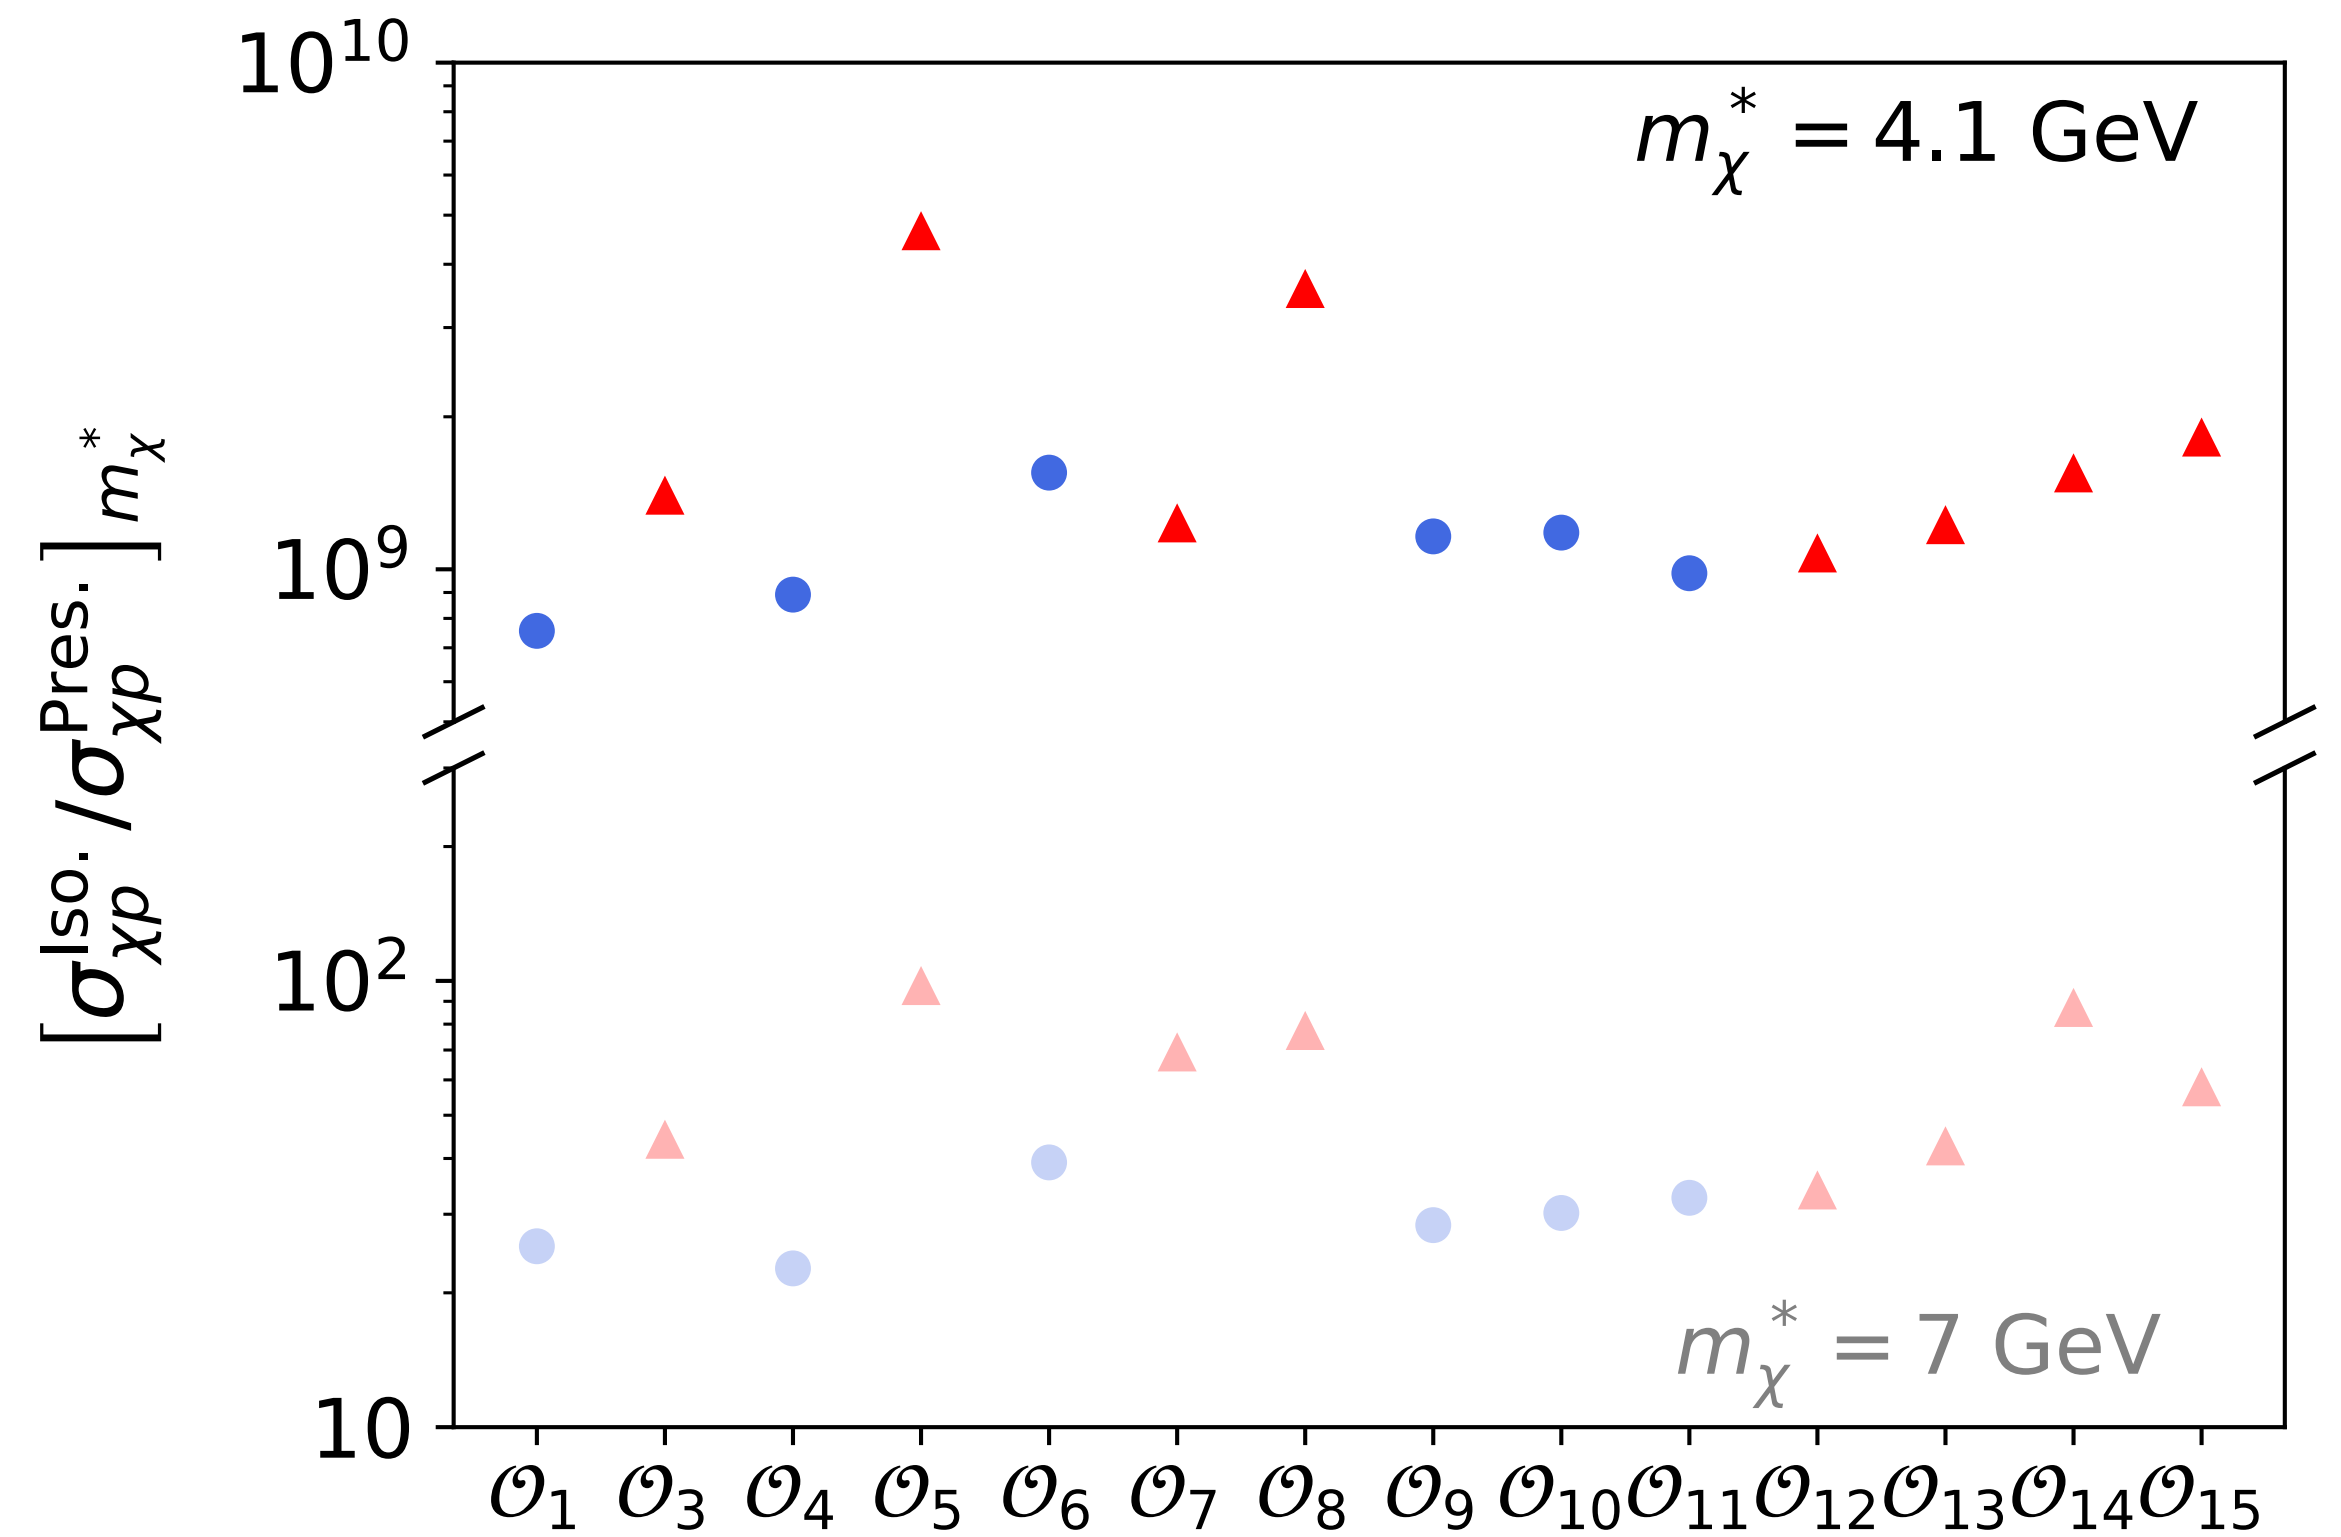 [σ_χp^Iso. / σ_χp^Pres.]_{m_χ^*}
10^10
10^9
10^2
10
m_χ^* = 4.1 GeV
m_χ^* = 7 GeV
𝒪_1 𝒪_3 𝒪_4 𝒪_5 𝒪_6 𝒪_7 𝒪_8 𝒪_9 𝒪_10 𝒪_11 𝒪_12 𝒪_13 𝒪_14 𝒪_15